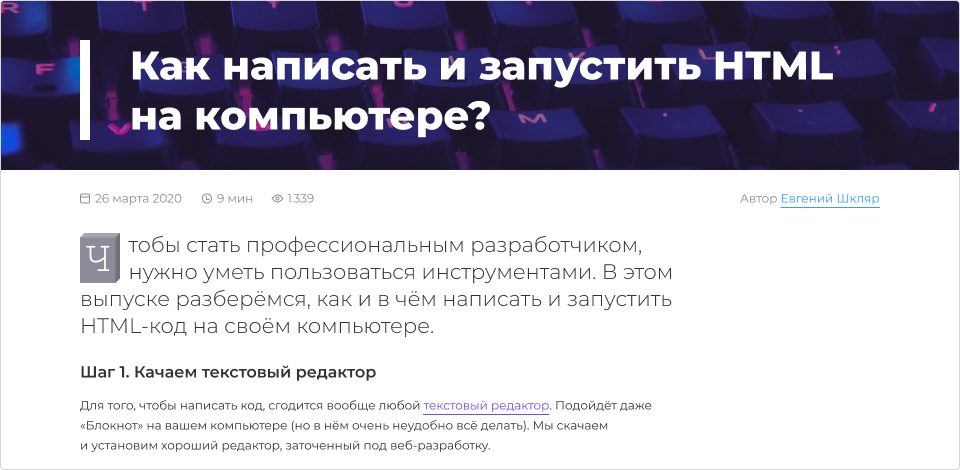 Как написать и запустить HTML
на компьютере?
26 марта 2020 9 мин 1339 Автор Евгений Шкляр
Чтобы стать профессиональным разработчиком,
нужно уметь пользоваться инструментами. В этом
выпуске разберёмся, как и в чём написать и запустить
HTML-код на своём компьютере.
Шаг 1. Качаем текстовый редактор
Для того, чтобы написать код, сгодится вообще любой текстовый редактор. Подойдёт даже
«Блокнот» на вашем компьютере (но в нём очень неудобно всё делать). Мы скачаем
и установим хороший редактор, заточенный под веб-разработку.